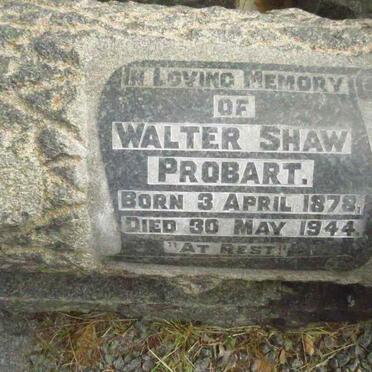 IN LOVING MEMORY
OF
WALTER SHAW
PROBART.
BORN 3 APRIL 1878.
DIED 30 MAY 1944.
"AT REST"